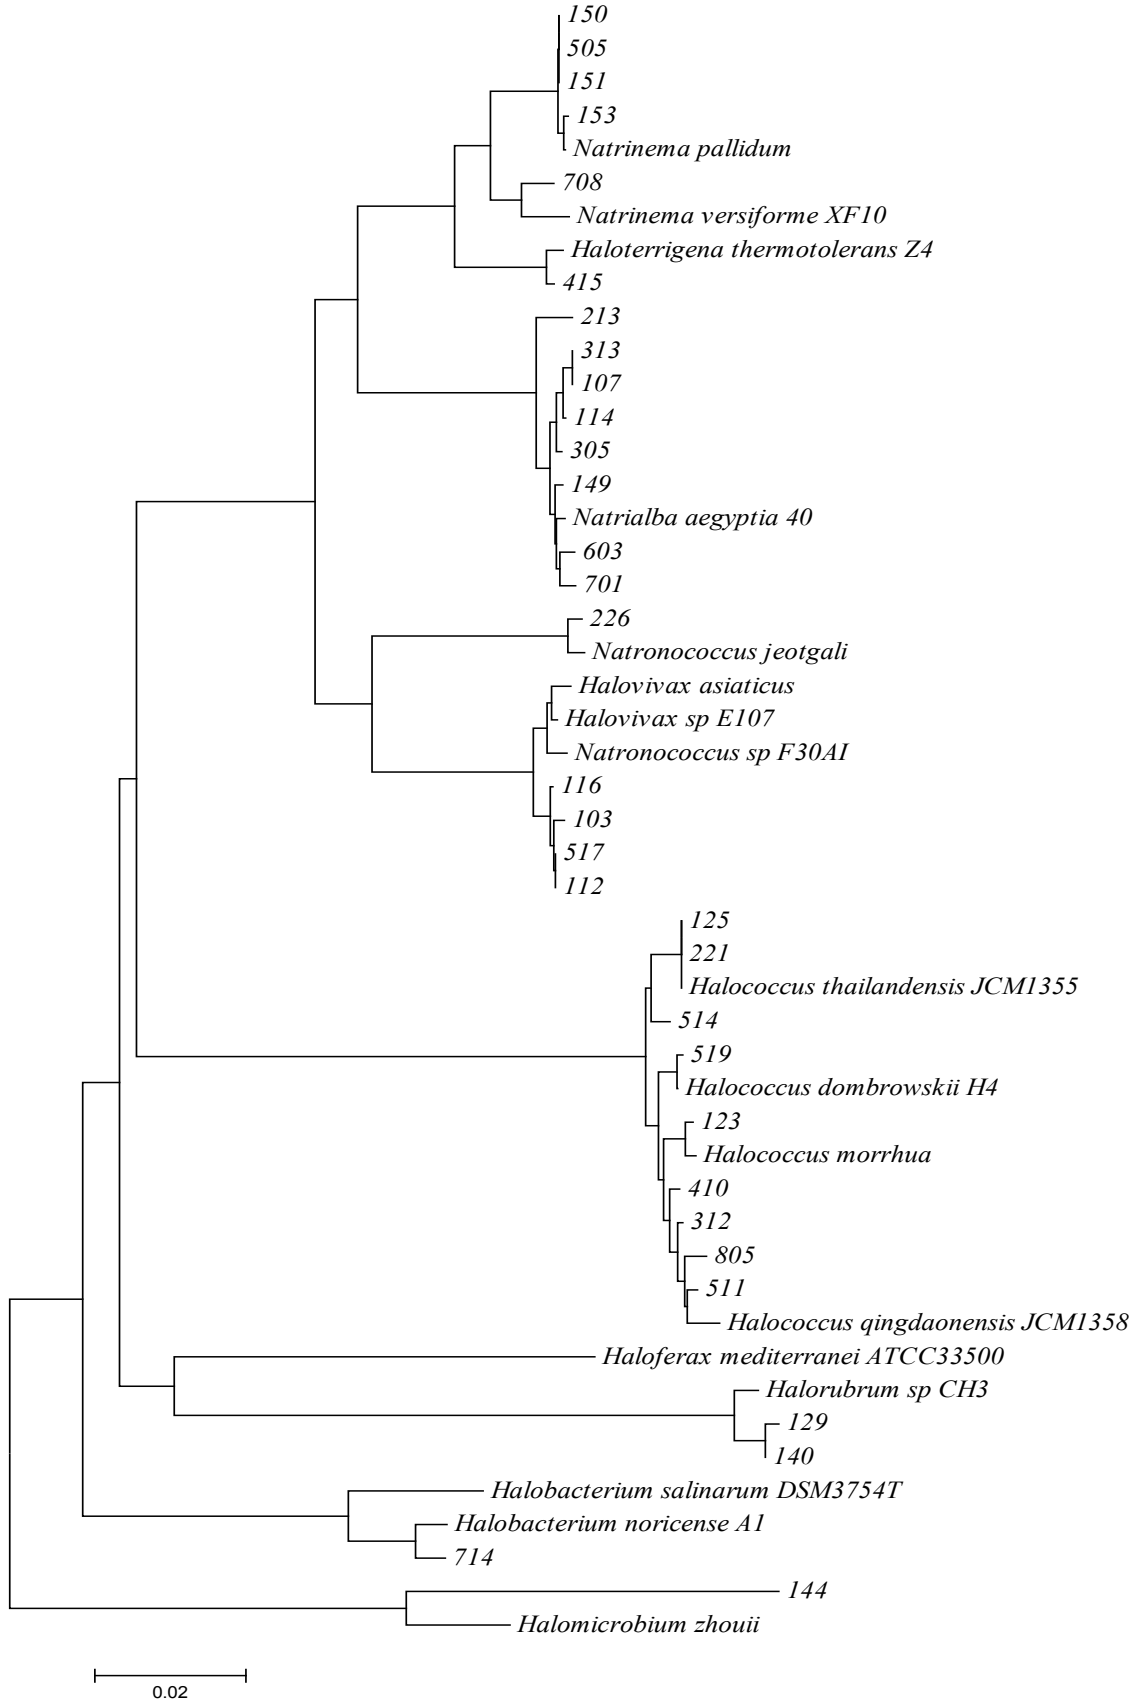 150
505
151
153
Natrinema pallidum
708
Natrinema versiforme XF10
Haloterrigena thermotolerans Z4
415
213
313
107
114
305
149
Natrialba aegyptia 40
603
701
226
Natronococcus jeotgali
Halovivax asiaticus
Halovivax sp E107
Natronococcus sp F30AI
116
103
517
112
125
221
Halococcus thailandensis JCM1355
514
519
Halococcus dombrowskii H4
123
Halococcus morrhua
410
312
805
511
Halococcus qingdaonensis JCM1358
Haloferax mediterranei ATCC33500
Halorubrum sp CH3
129
140
Halobacterium salinarum DSM3754T
Halobacterium noricense A1
714
144
Halomicrobium zhouii
0.02